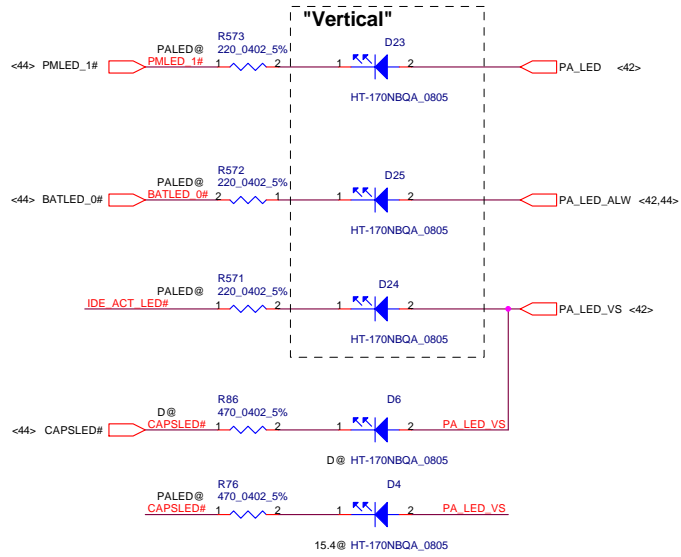 "Vertical"
R573
D23
PALED@ 220_0402_5%
<44> PMLED_1# PMLED_1# 1 2 1 2 PA_LED <42>
HT-170NBQA_0805
R572
D25
PALED@ 220_0402_5%
<44> BATLED_0# BATLED_0# 2 1 1 2 PA_LED_ALW <42,44>
HT-170NBQA_0805
R571
D24
PALED@ 220_0402_5%
IDE_ACT_LED# 1 2 1 2 PA_LED_VS <42>
HT-170NBQA_0805
R86
D6
D@ 470_0402_5%
<44> CAPSLED# CAPSLED# 1 2 1 2 PA_LED_VS
D@ HT-170NBQA_0805
R76
D4
PALED@ 470_0402_5%
CAPSLED# 1 2 1 2 PA_LED_VS
15.4@ HT-170NBQA_0805